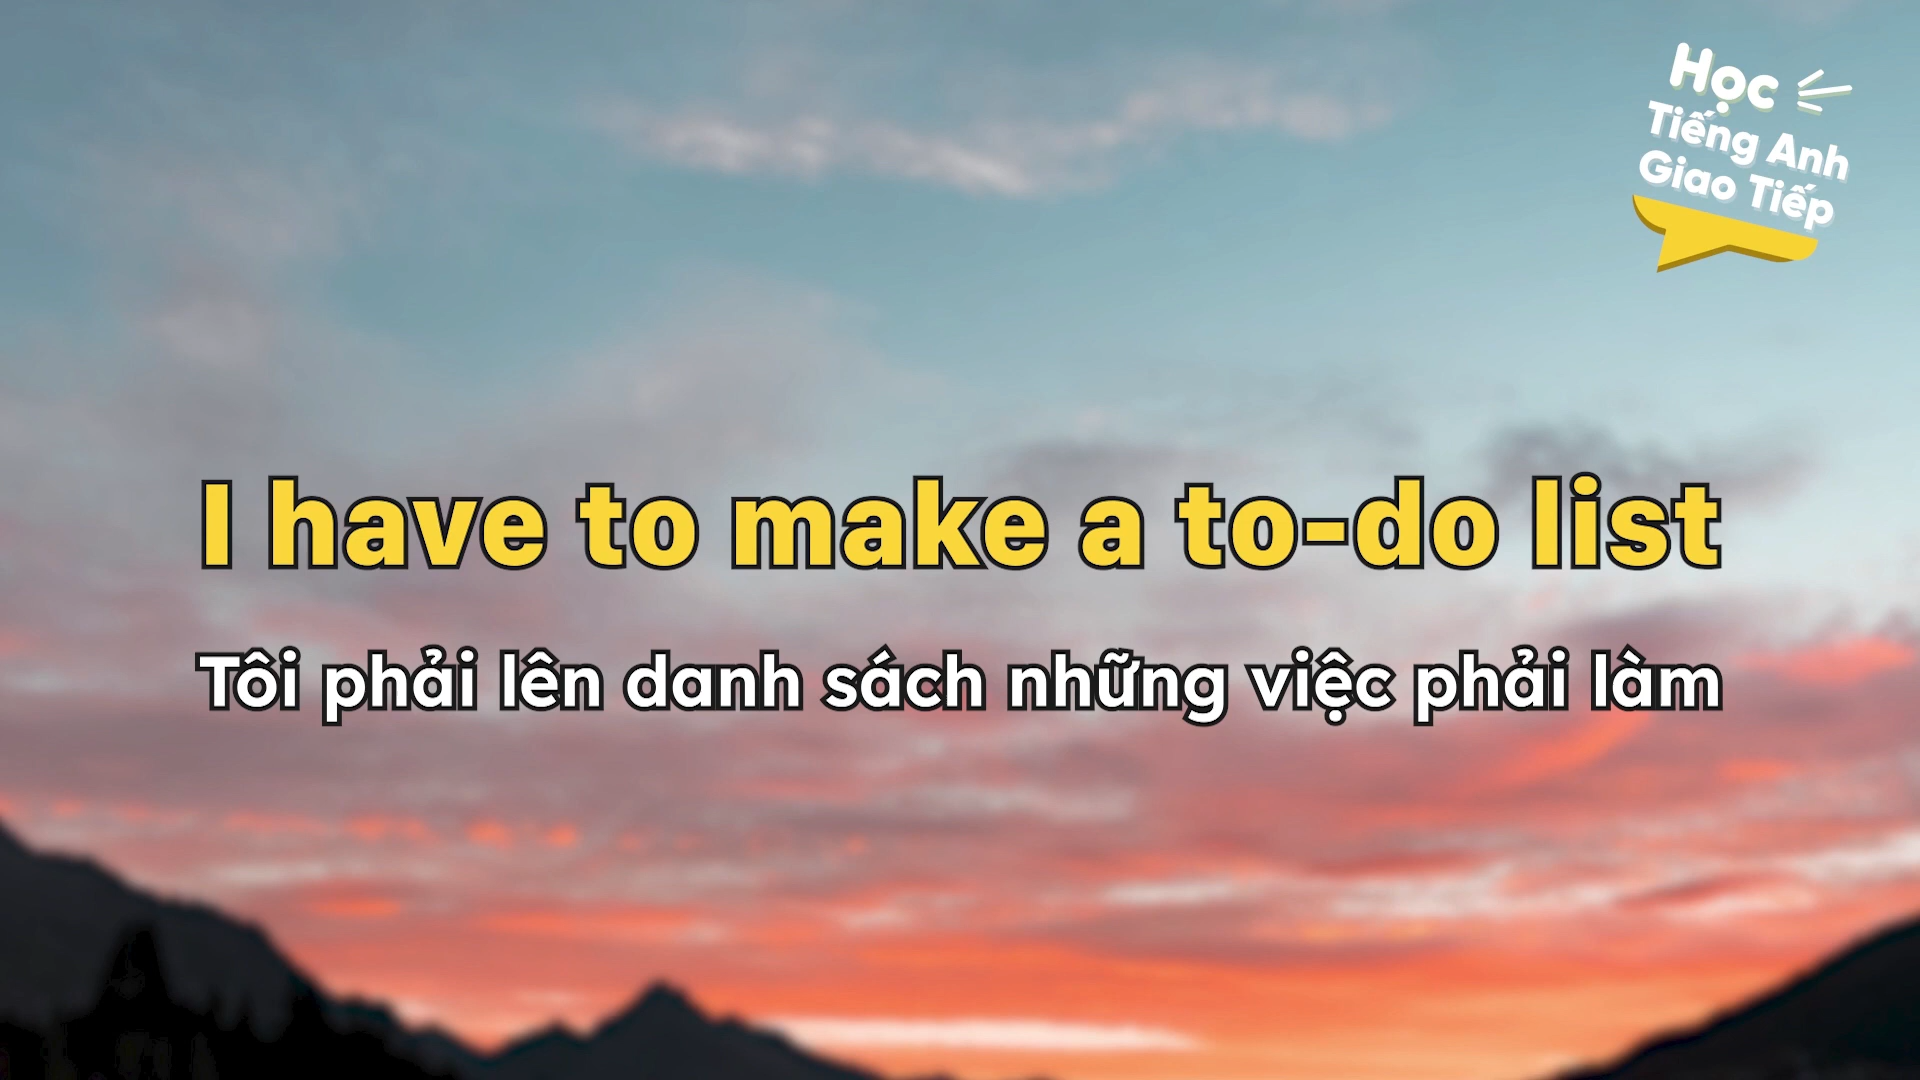 Học
Tiếng Anh
Giao Tiếp
I have to make a to-do list
Tôi phải lên danh sách những việc phải làm